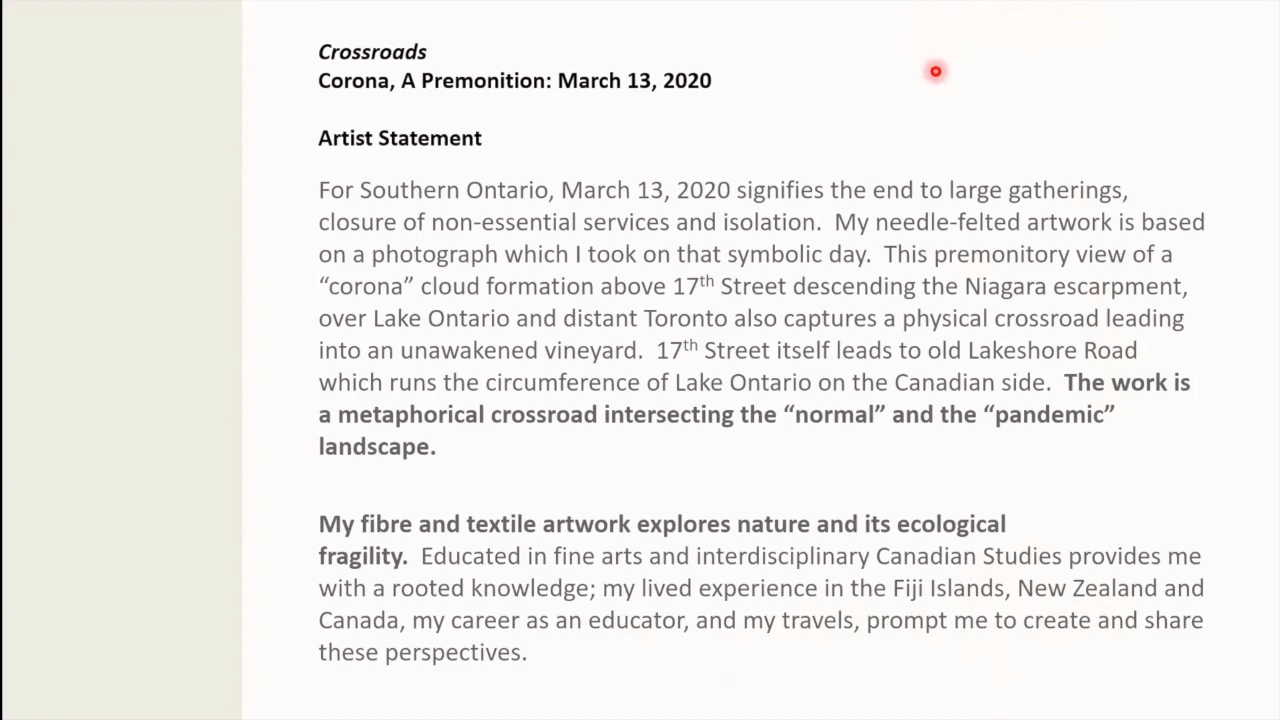 Crossroads
Corona, A Premonition: March 13, 2020
Artist Statement
For Southern Ontario, March 13, 2020 signifies the end to large gatherings,
closure of non-essential services and isolation.  My needle-felted artwork is based
on a photograph which I took on that symbolic day.  This premonitory view of a
“corona” cloud formation above 17th Street descending the Niagara escarpment,
over Lake Ontario and distant Toronto also captures a physical crossroad leading
into an unawakened vineyard.  17th Street itself leads to old Lakeshore Road
which runs the circumference of Lake Ontario on the Canadian side.  The work is
a metaphorical crossroad intersecting the “normal” and the “pandemic”
landscape.
My fibre and textile artwork explores nature and its ecological
fragility.  Educated in fine arts and interdisciplinary Canadian Studies provides me
with a rooted knowledge; my lived experience in the Fiji Islands, New Zealand and
Canada, my career as an educator, and my travels, prompt me to create and share
these perspectives.